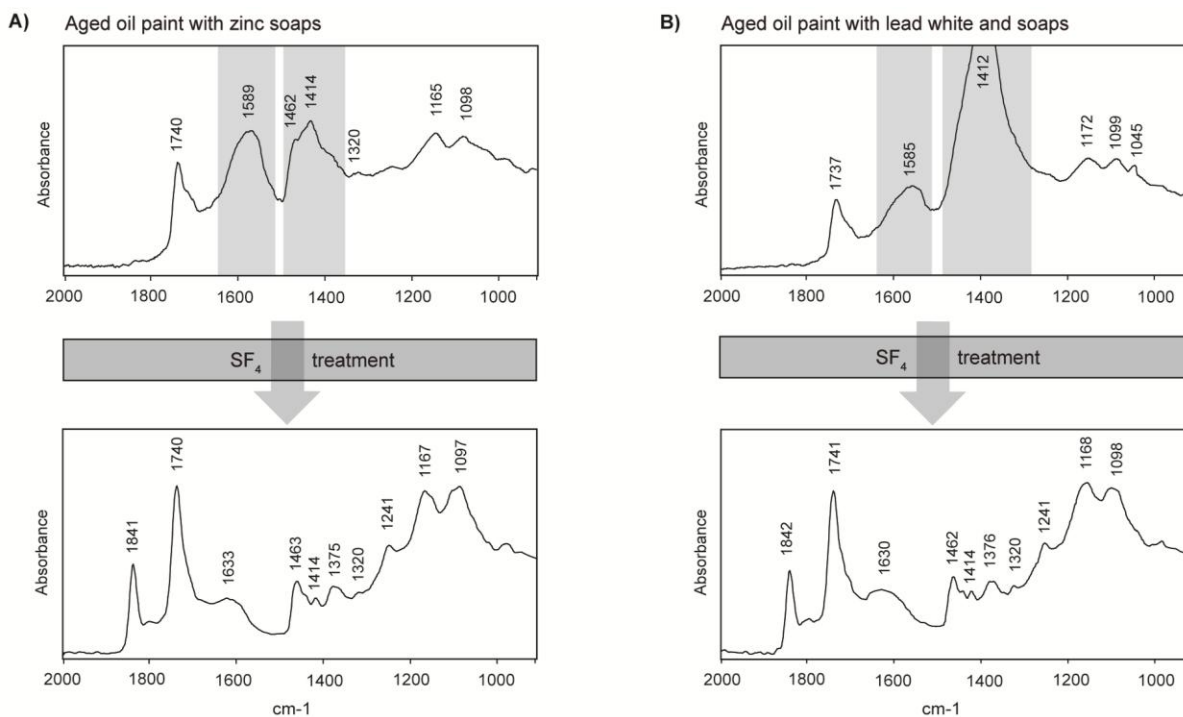 A) Aged oil paint with zinc soaps
Absorbance
1740
1589
1462
1414
1320
1165
1098
2000 1800 1600 1400 1200 1000
SF4 treatment
Absorbance
1841
1740
1633
1463
1414
1375
1320
1241
1167
1097
2000 1800 1600 1400 1200 1000
cm-1
B) Aged oil paint with lead white and soaps
Absorbance
1737
1585
1412
1172
1099
1045
2000 1800 1600 1400 1200 1000
SF4 treatment
Absorbance
1842
1741
1630
1462
1414
1376
1320
1241
1168
1098
2000 1800 1600 1400 1200 1000
cm-1